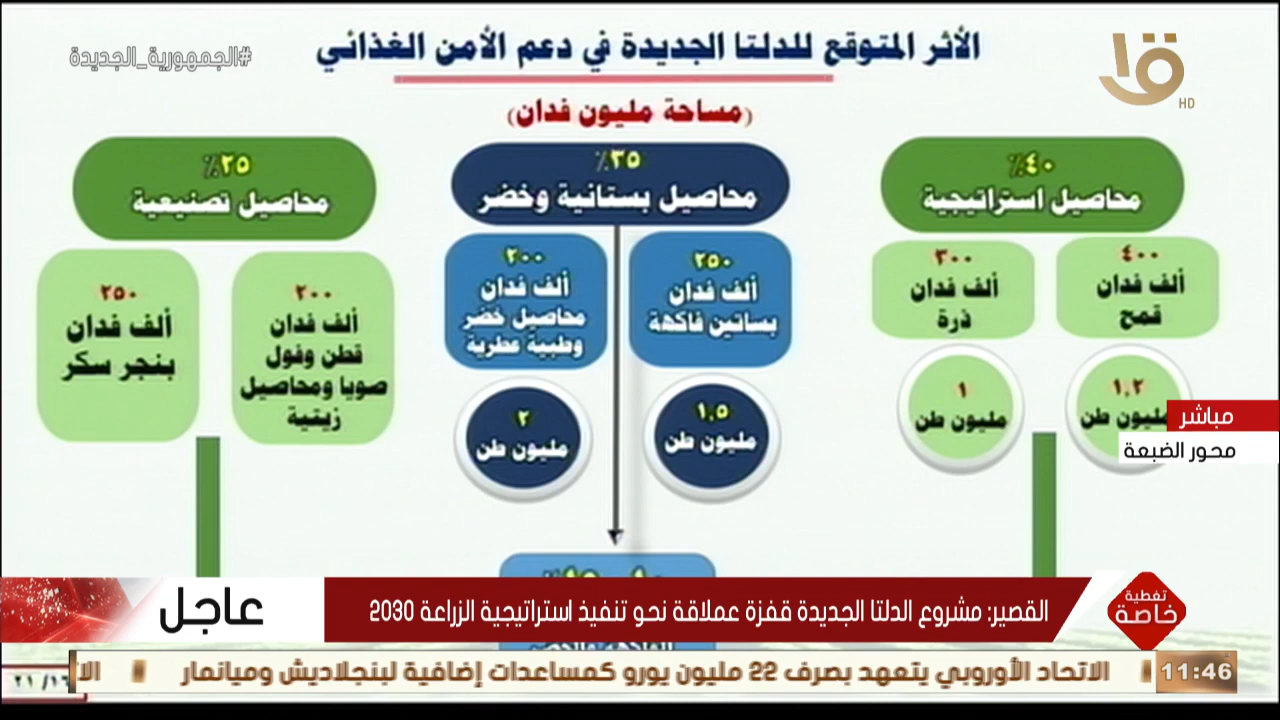 الأثر المتوقع للدلتا الجديدة في دعم الأمن الغذائي
#الجمهورية_الجديدة
HD
(مساحة مليون فدان)
٤٠٪
محاصيل استراتيجية
٤٠٠
ألف فدان
قمح
١,٢
مليون طن
٣٠٠
ألف فدان
ذرة
١
مليون طن
٣٥٪
محاصيل بستانية وخضر
٢٥٠
ألف فدان
بساتين فاكهة
١,٥
مليون طن
٢٠٠
ألف فدان
محاصيل خضر
وطبية عطرية
٢
مليون طن
٢٥٪
محاصيل تصنيعية
٢٠٠
ألف فدان
قطن وفول
صويا ومحاصيل
زيتية
٢٥٠
ألف فدان
بنجر سكر
مباشر
محور الضبعة
تغطية
خاصة
القصير: مشروع الدلتا الجديدة قفزة عملاقة نحو تنفيذ استراتيجية الزراعة 2030
عاجل
11:46
الاتحاد الأوروبي يتعهد بصرف 22 مليون يورو كمساعدات إضافية لبنجلاديش وميانمار